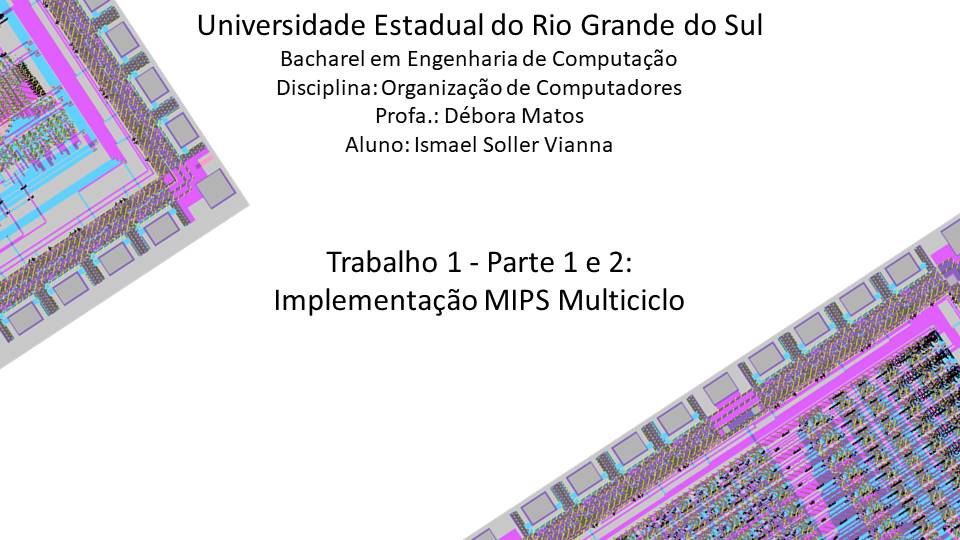 Universidade Estadual do Rio Grande do Sul
Bacharel em Engenharia de Computação
Disciplina: Organização de Computadores
Profa.: Débora Matos
Aluno: Ismael Soller Vianna
Trabalho 1 - Parte 1 e 2:
Implementação MIPS Multiciclo